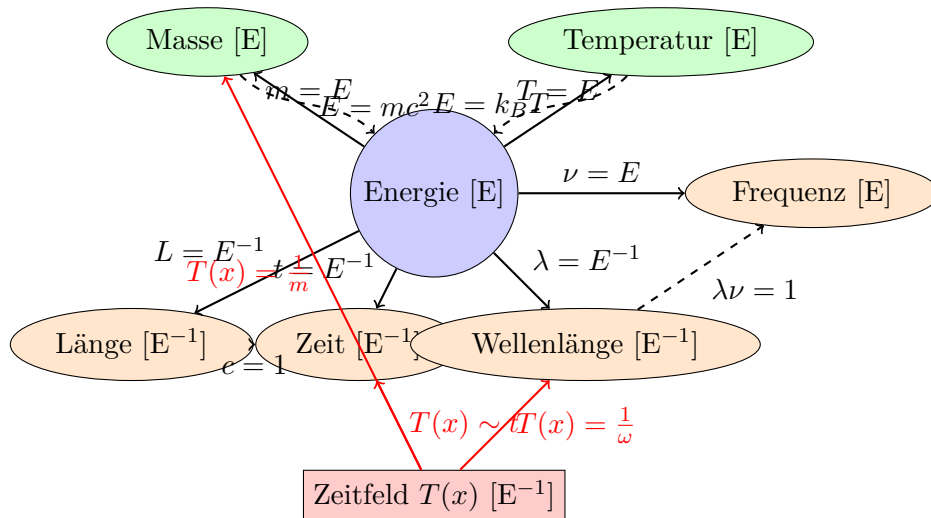 Masse [E]
Temperatur [E]
m = E
E = mc²
E = k_B T
T = E
Energie [E]
ν = E
Frequenz [E]
L = E⁻¹
T(x) = 1/m
t = E⁻¹
λ = E⁻¹
λν = 1
Länge [E⁻¹]
c = 1
Zeit [E⁻¹]
Wellenlänge [E⁻¹]
T(x) ∼ t
T(x) = 1/ω
Zeitfeld T(x) [E⁻¹]